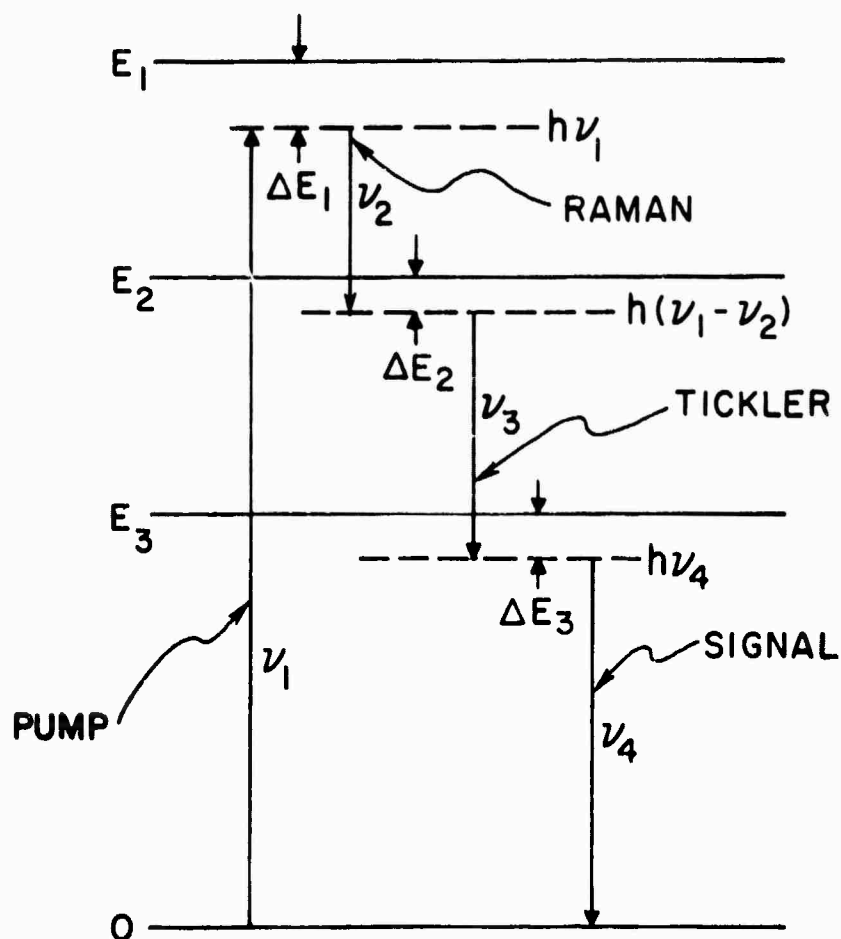 E₁
hν₁
ΔE₁
ν₂
RAMAN
E₂
h(ν₁ - ν₂)
ΔE₂
ν₃
TICKLER
E₃
hν₄
ΔE₃
SIGNAL
ν₁
PUMP
ν₄
0